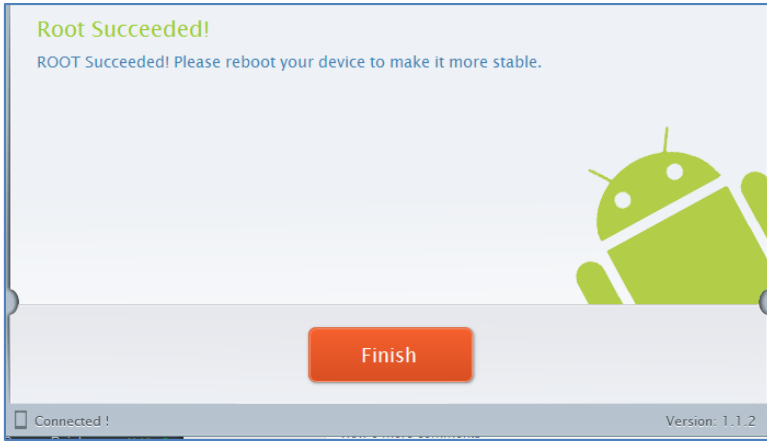 Root Succeeded!
ROOT Succeeded! Please reboot your device to make it more stable.
Finish
Connected !
Version: 1.1.2